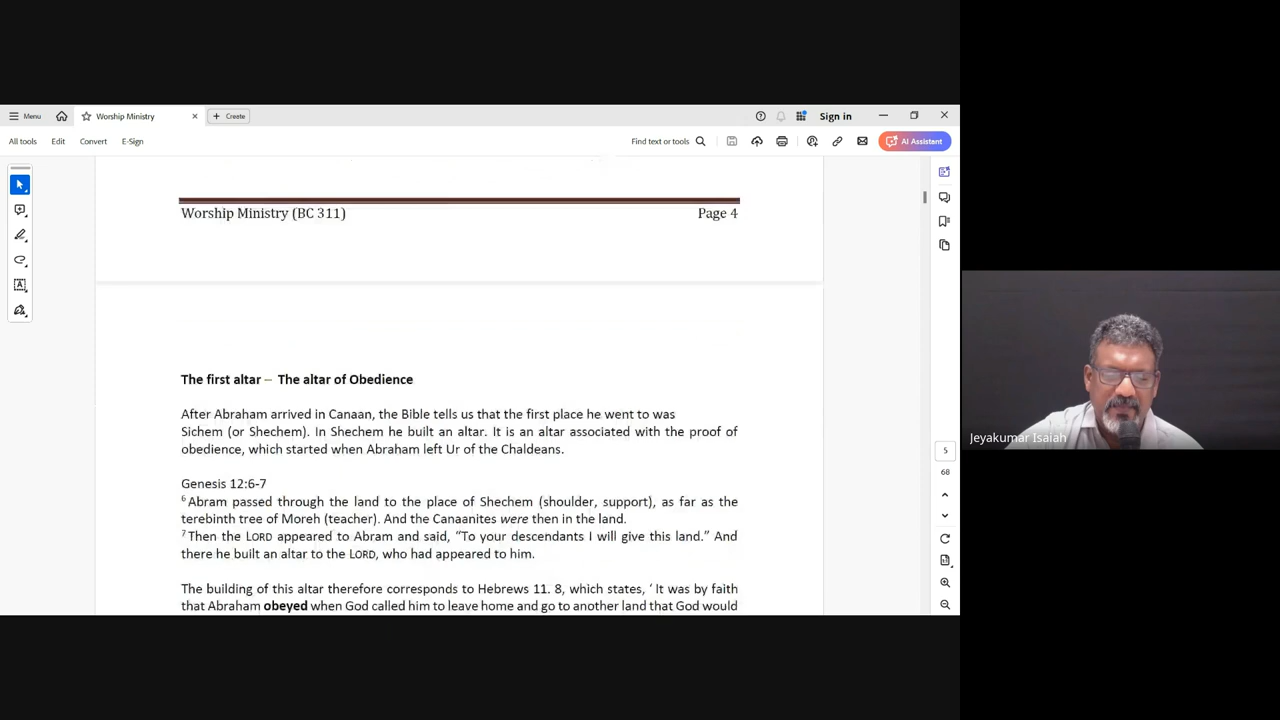 Menu
Worship Ministry
Create
Sign in
All tools
Edit
Convert
E-Sign
Find text or tools
AI Assistant
Worship Ministry (BC 311)
Page 4
The first altar – The altar of Obedience
After Abraham arrived in Canaan, the Bible tells us that the first place he went to was
Sichem (or Shechem). In Shechem he built an altar. It is an altar associated with the proof of
obedience, which started when Abraham left Ur of the Chaldeans.
Genesis 12:6-7
6 Abram passed through the land to the place of Shechem (shoulder, support), as far as the
terebinth tree of Moreh (teacher). And the Canaanites were then in the land.
7 Then the LORD appeared to Abram and said, “To your descendants I will give this land.” And
there he built an altar to the LORD, who had appeared to him.
The building of this altar therefore corresponds to Hebrews 11. 8, which states, ‘ It was by faith
that Abraham obeyed when God called him to leave home and go to another land that God would
5
68
Jeyakumar Isaiah